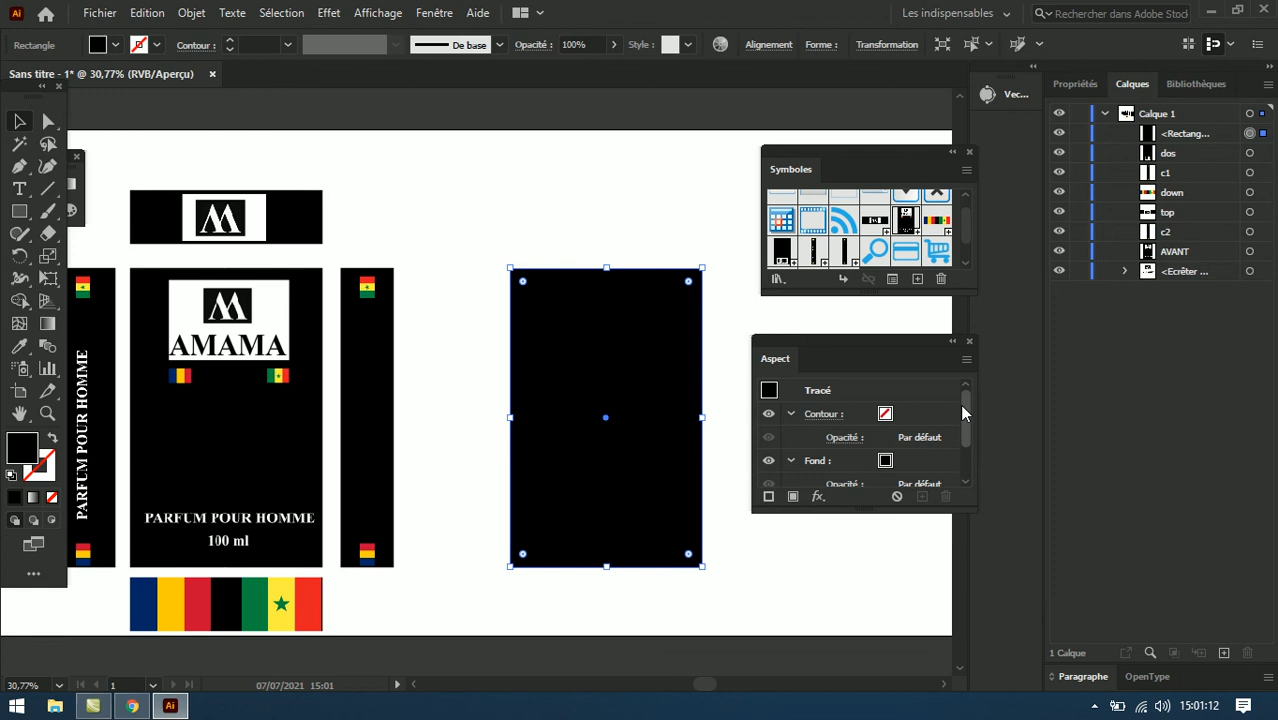 Ai Fichier Edition Objet Texte Sélection Effet Affichage Fenêtre Aide Les indispensables Rechercher dans Adobe Stock
Rectangle Contour : De base Opacité : 100% Style : Alignement Forme : Transformation
Sans titre - 1* @ 30,77% (RVB/Aperçu)
Vec...
Propriétés Calques Bibliothèques
Calque 1
<Rectang...
dos
c1
down
top
c2
AVANT
<Ecrêter ...
Symboles
Aspect
Tracé
Contour :
Opacité : Par défaut
Fond :
Opacité : Par défaut
fx
AMAMA
PARFUM POUR HOMME
PARFUM POUR HOMME
100 ml
1 Calque
Paragraphe OpenType
30,77% 1 07/07/2021 15:01
Ai 15:01:12